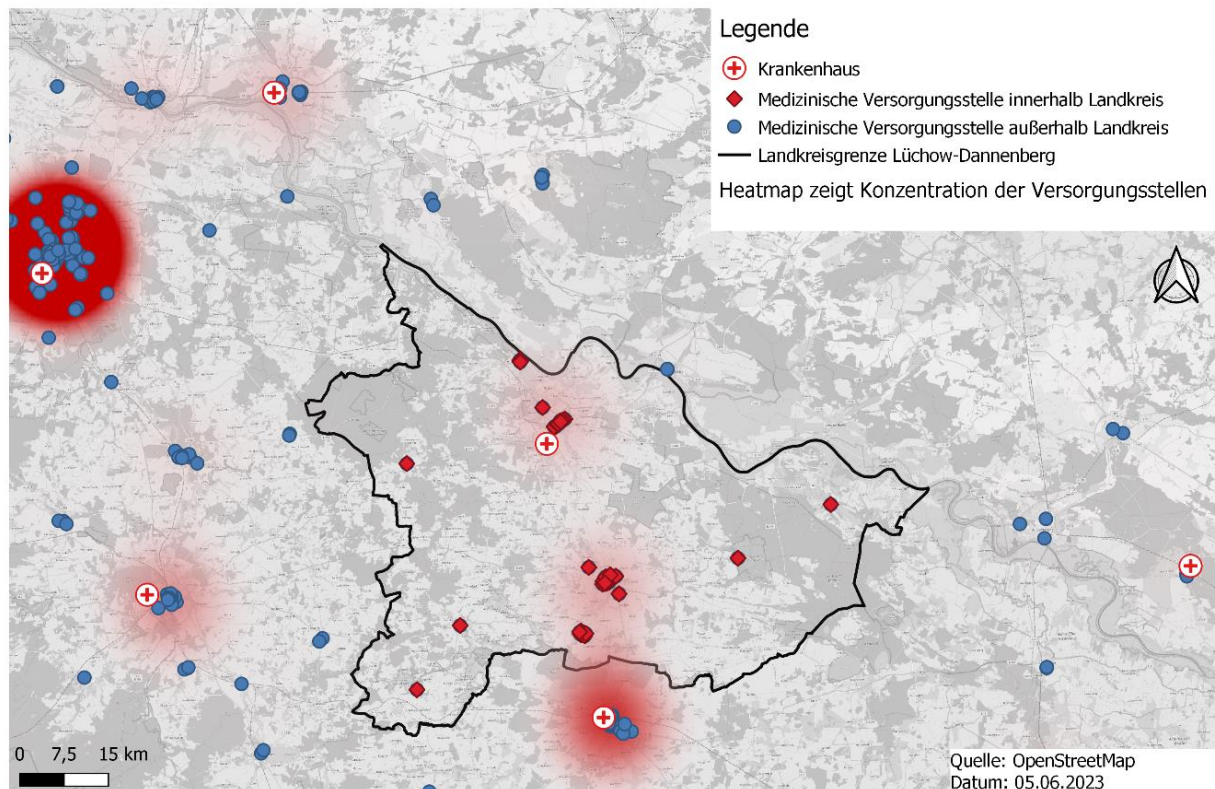 Legende
Krankenhaus
Medizinische Versorgungsstelle innerhalb Landkreis
Medizinische Versorgungsstelle außerhalb Landkreis
Landkreisgrenze Lüchow-Dannenberg
Heatmap zeigt Konzentration der Versorgungsstellen
0 7,5 15 km
Quelle: OpenStreetMap
Datum: 05.06.2023